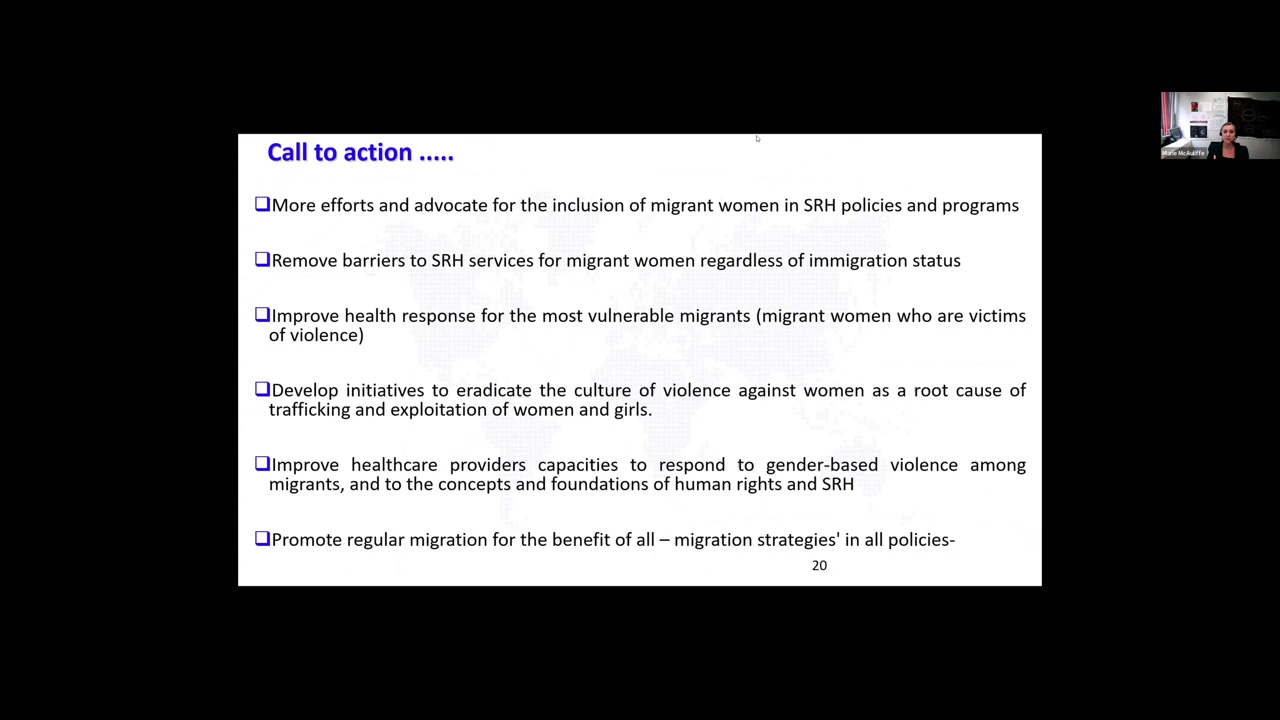 Call to action .....
More efforts and advocate for the inclusion of migrant women in SRH policies and programs
Remove barriers to SRH services for migrant women regardless of immigration status
Improve health response for the most vulnerable migrants (migrant women who are victims
of violence)
Develop initiatives to eradicate the culture of violence against women as a root cause of
trafficking and exploitation of women and girls.
Improve healthcare providers capacities to respond to gender-based violence among
migrants, and to the concepts and foundations of human rights and SRH
Promote regular migration for the benefit of all – migration strategies' in all policies-
20
Marie McAuliffe